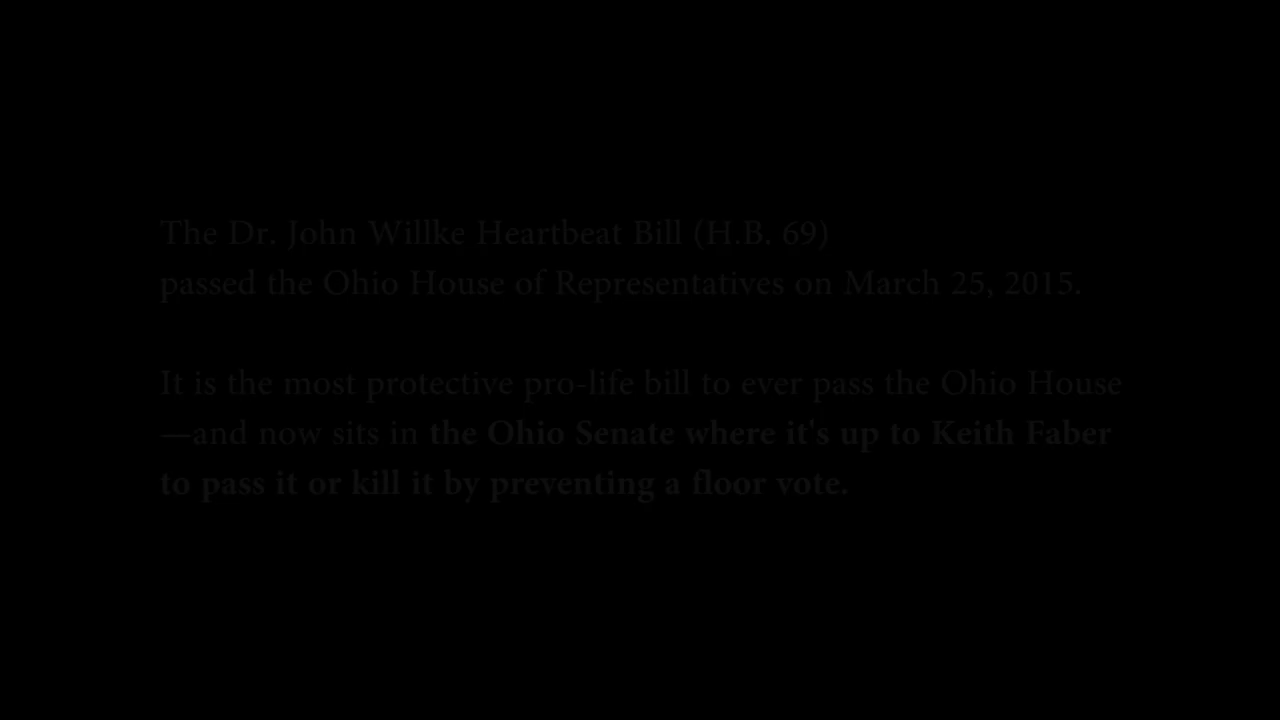 The Dr. John Willke Heartbeat Bill (H.B. 69)
passed the Ohio House of Representatives on March 25, 2015.
It is the most protective pro-life bill to ever pass the Ohio House
—and now sits in the Ohio Senate where it's up to Keith Faber
to pass it or kill it by preventing a floor vote.